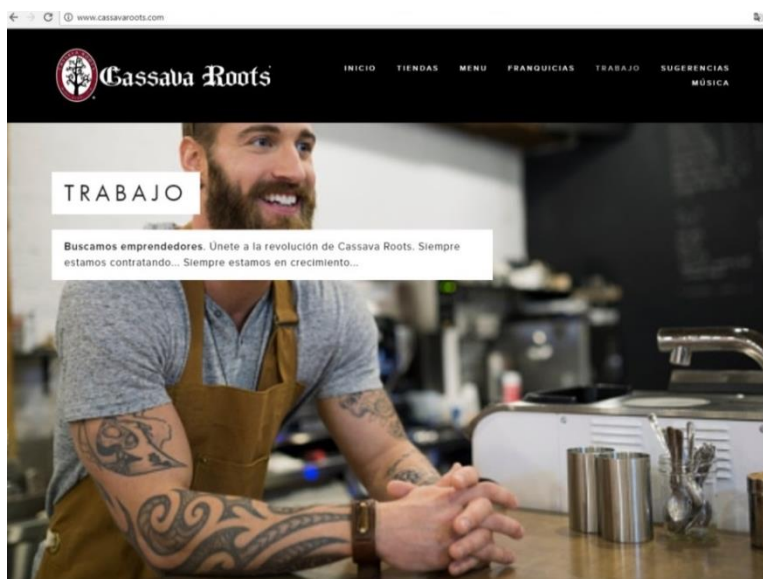 www.cassavaroots.com
Cassava Roots
INICIO TIENDAS MENU FRANQUICIAS TRABAJO SUGERENCIAS
MÚSICA
TRABAJO
Buscamos emprendedores. Únete a la revolución de Cassava Roots. Siempre
estamos contratando... Siempre estamos en crecimiento...